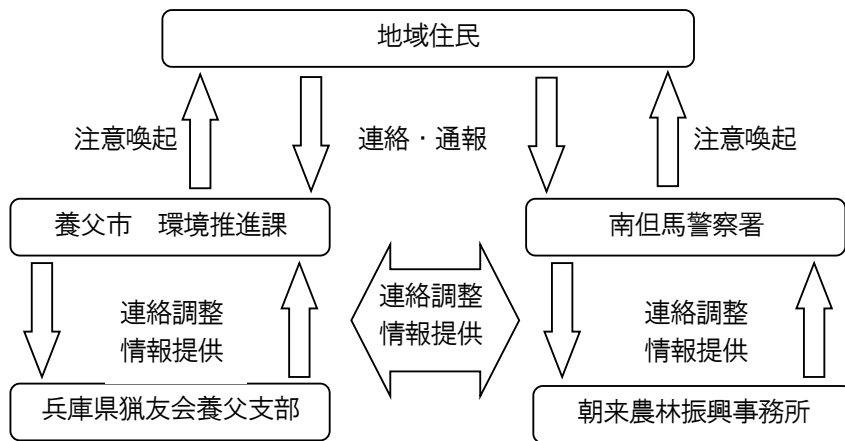 地域住民
注意喚起
連絡・通報
注意喚起
養父市　環境推進課
南但馬警察署
連絡調整
情報提供
連絡調整
情報提供
連絡調整
情報提供
兵庫県猟友会養父支部
朝来農林振興事務所